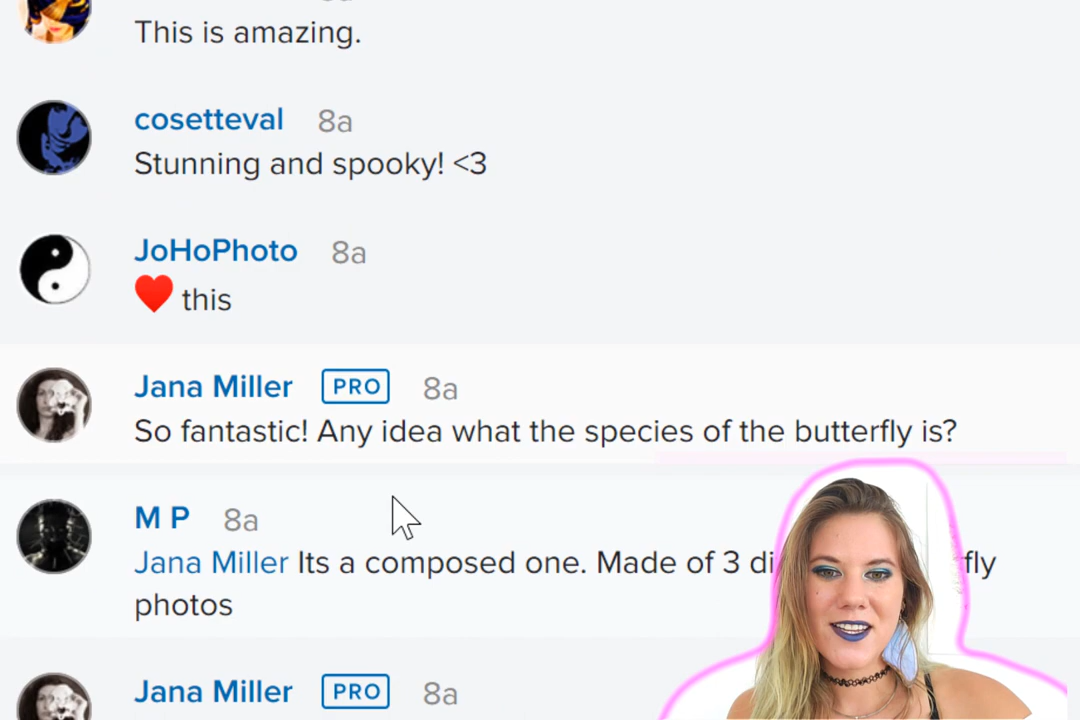 This is amazing.
cosetteval 8a
Stunning and spooky! <3
JoHoPhoto 8a
❤️ this
Jana Miller PRO 8a
So fantastic! Any idea what the species of the butterfly is?
M P 8a
Jana Miller Its a composed one. Made of 3 di fly
photos
Jana Miller PRO 8a